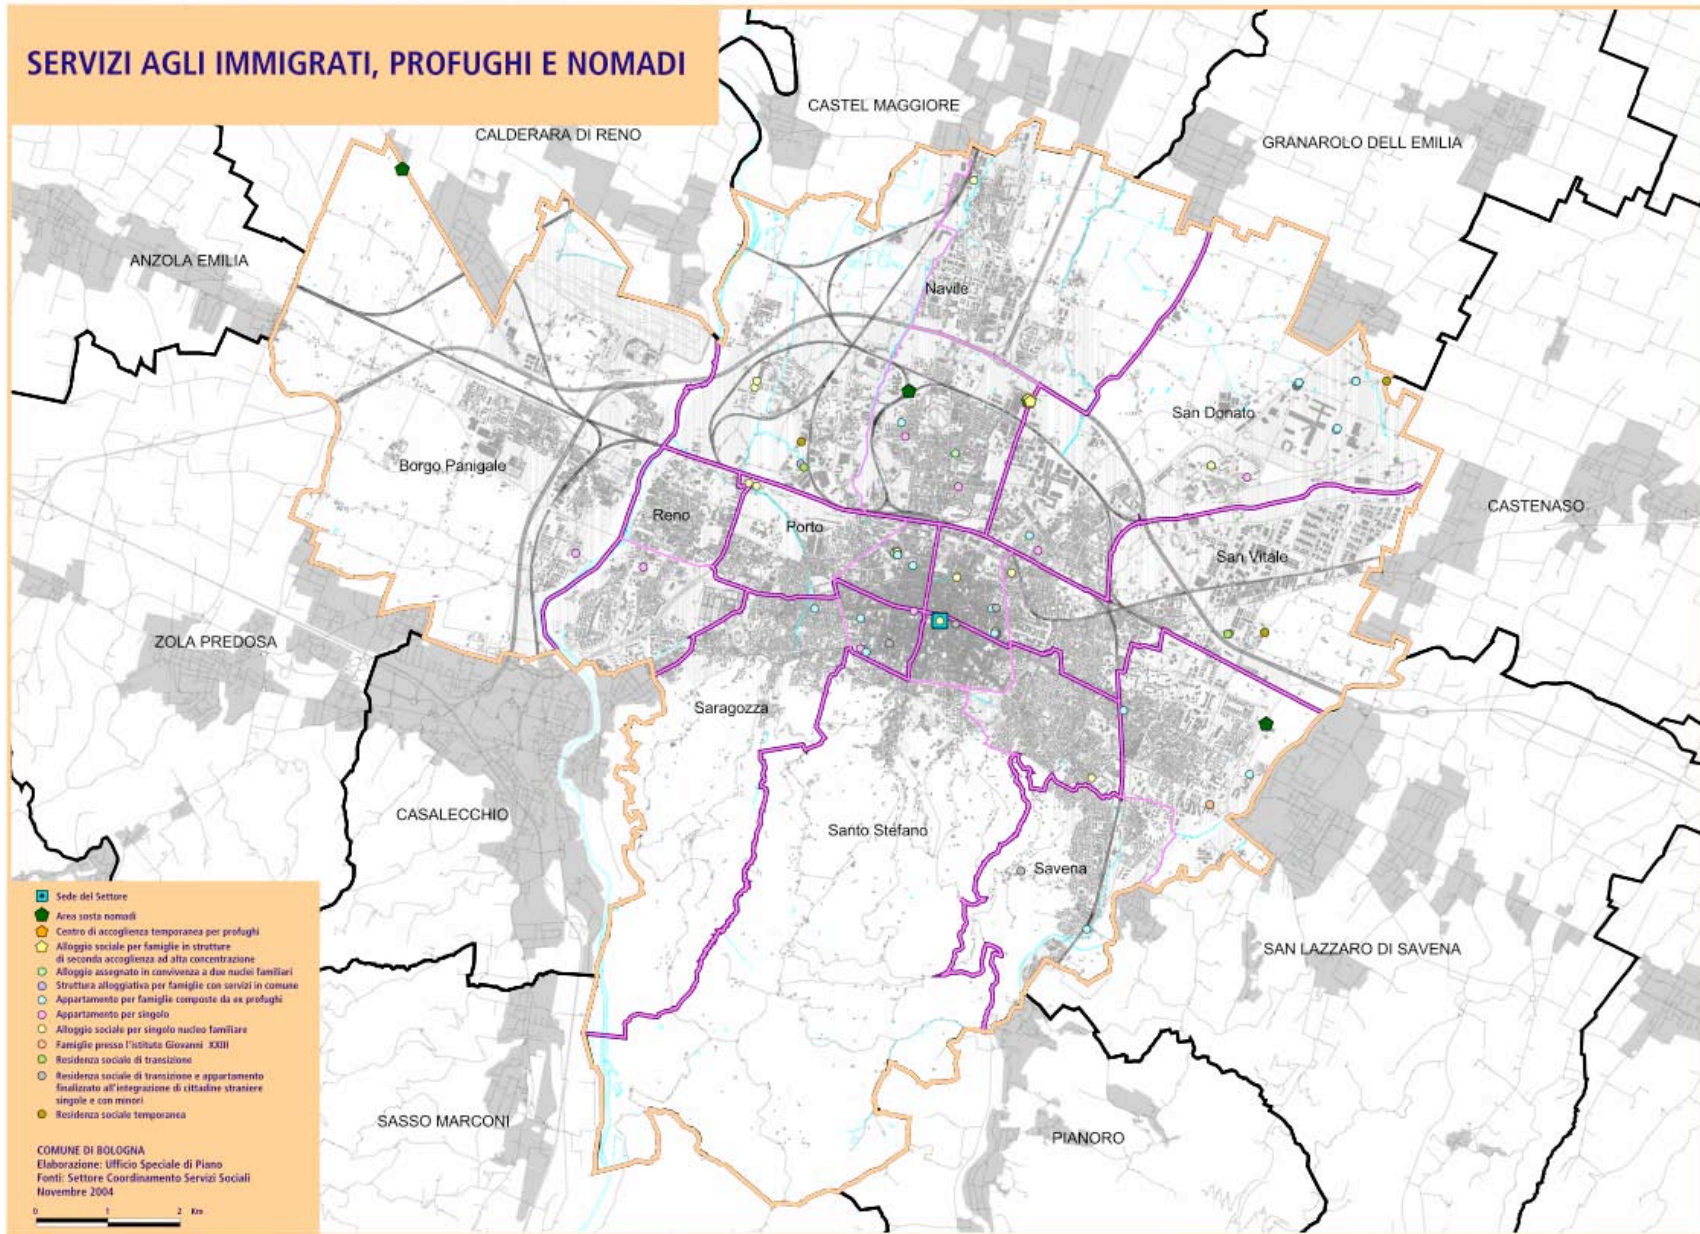 SERVIZI AGLI IMMIGRATI, PROFUGHI E NOMADI
CASTEL MAGGIORE
CALDERARA DI RENO
GRANAROLO DELL EMILIA
ANZOLA EMILIA
Navile
San Donato
Borgo Panigale
CASTENASO
Reno
Porto
San Vitale
ZOLA PREDOSA
Saragozza
CASALECCHIO
Santo Stefano
Savena
SAN LAZZARO DI SAVENA
SASSO MARCONI
PIANORO
Sede del Settore
Area sosta nomadi
Centro di accoglienza temporanea per profughi
Alloggio sociale per famiglie in strutture
di seconda accoglienza ad alta concentrazione
Alloggio assegnato in convivenza a due nuclei familiari
Struttura alloggiativa per famiglie con servizi in comune
Appartamento per famiglie composte da ex profughi
Appartamento per singolo
Alloggio sociale per singolo nucleo familiare
Famiglie presso l'istituto Giovanni XXIII
Residenza sociale di transizione
Residenza sociale di transizione e appartamento
finalizzato all'integrazione di cittadine straniere
singole e con minori
Residenza sociale temporanea
COMUNE DI BOLOGNA
Elaborazione: Ufficio Speciale di Piano
Fonti: Settore Coordinamento Servizi Sociali
Novembre 2004
0 1 2 Km